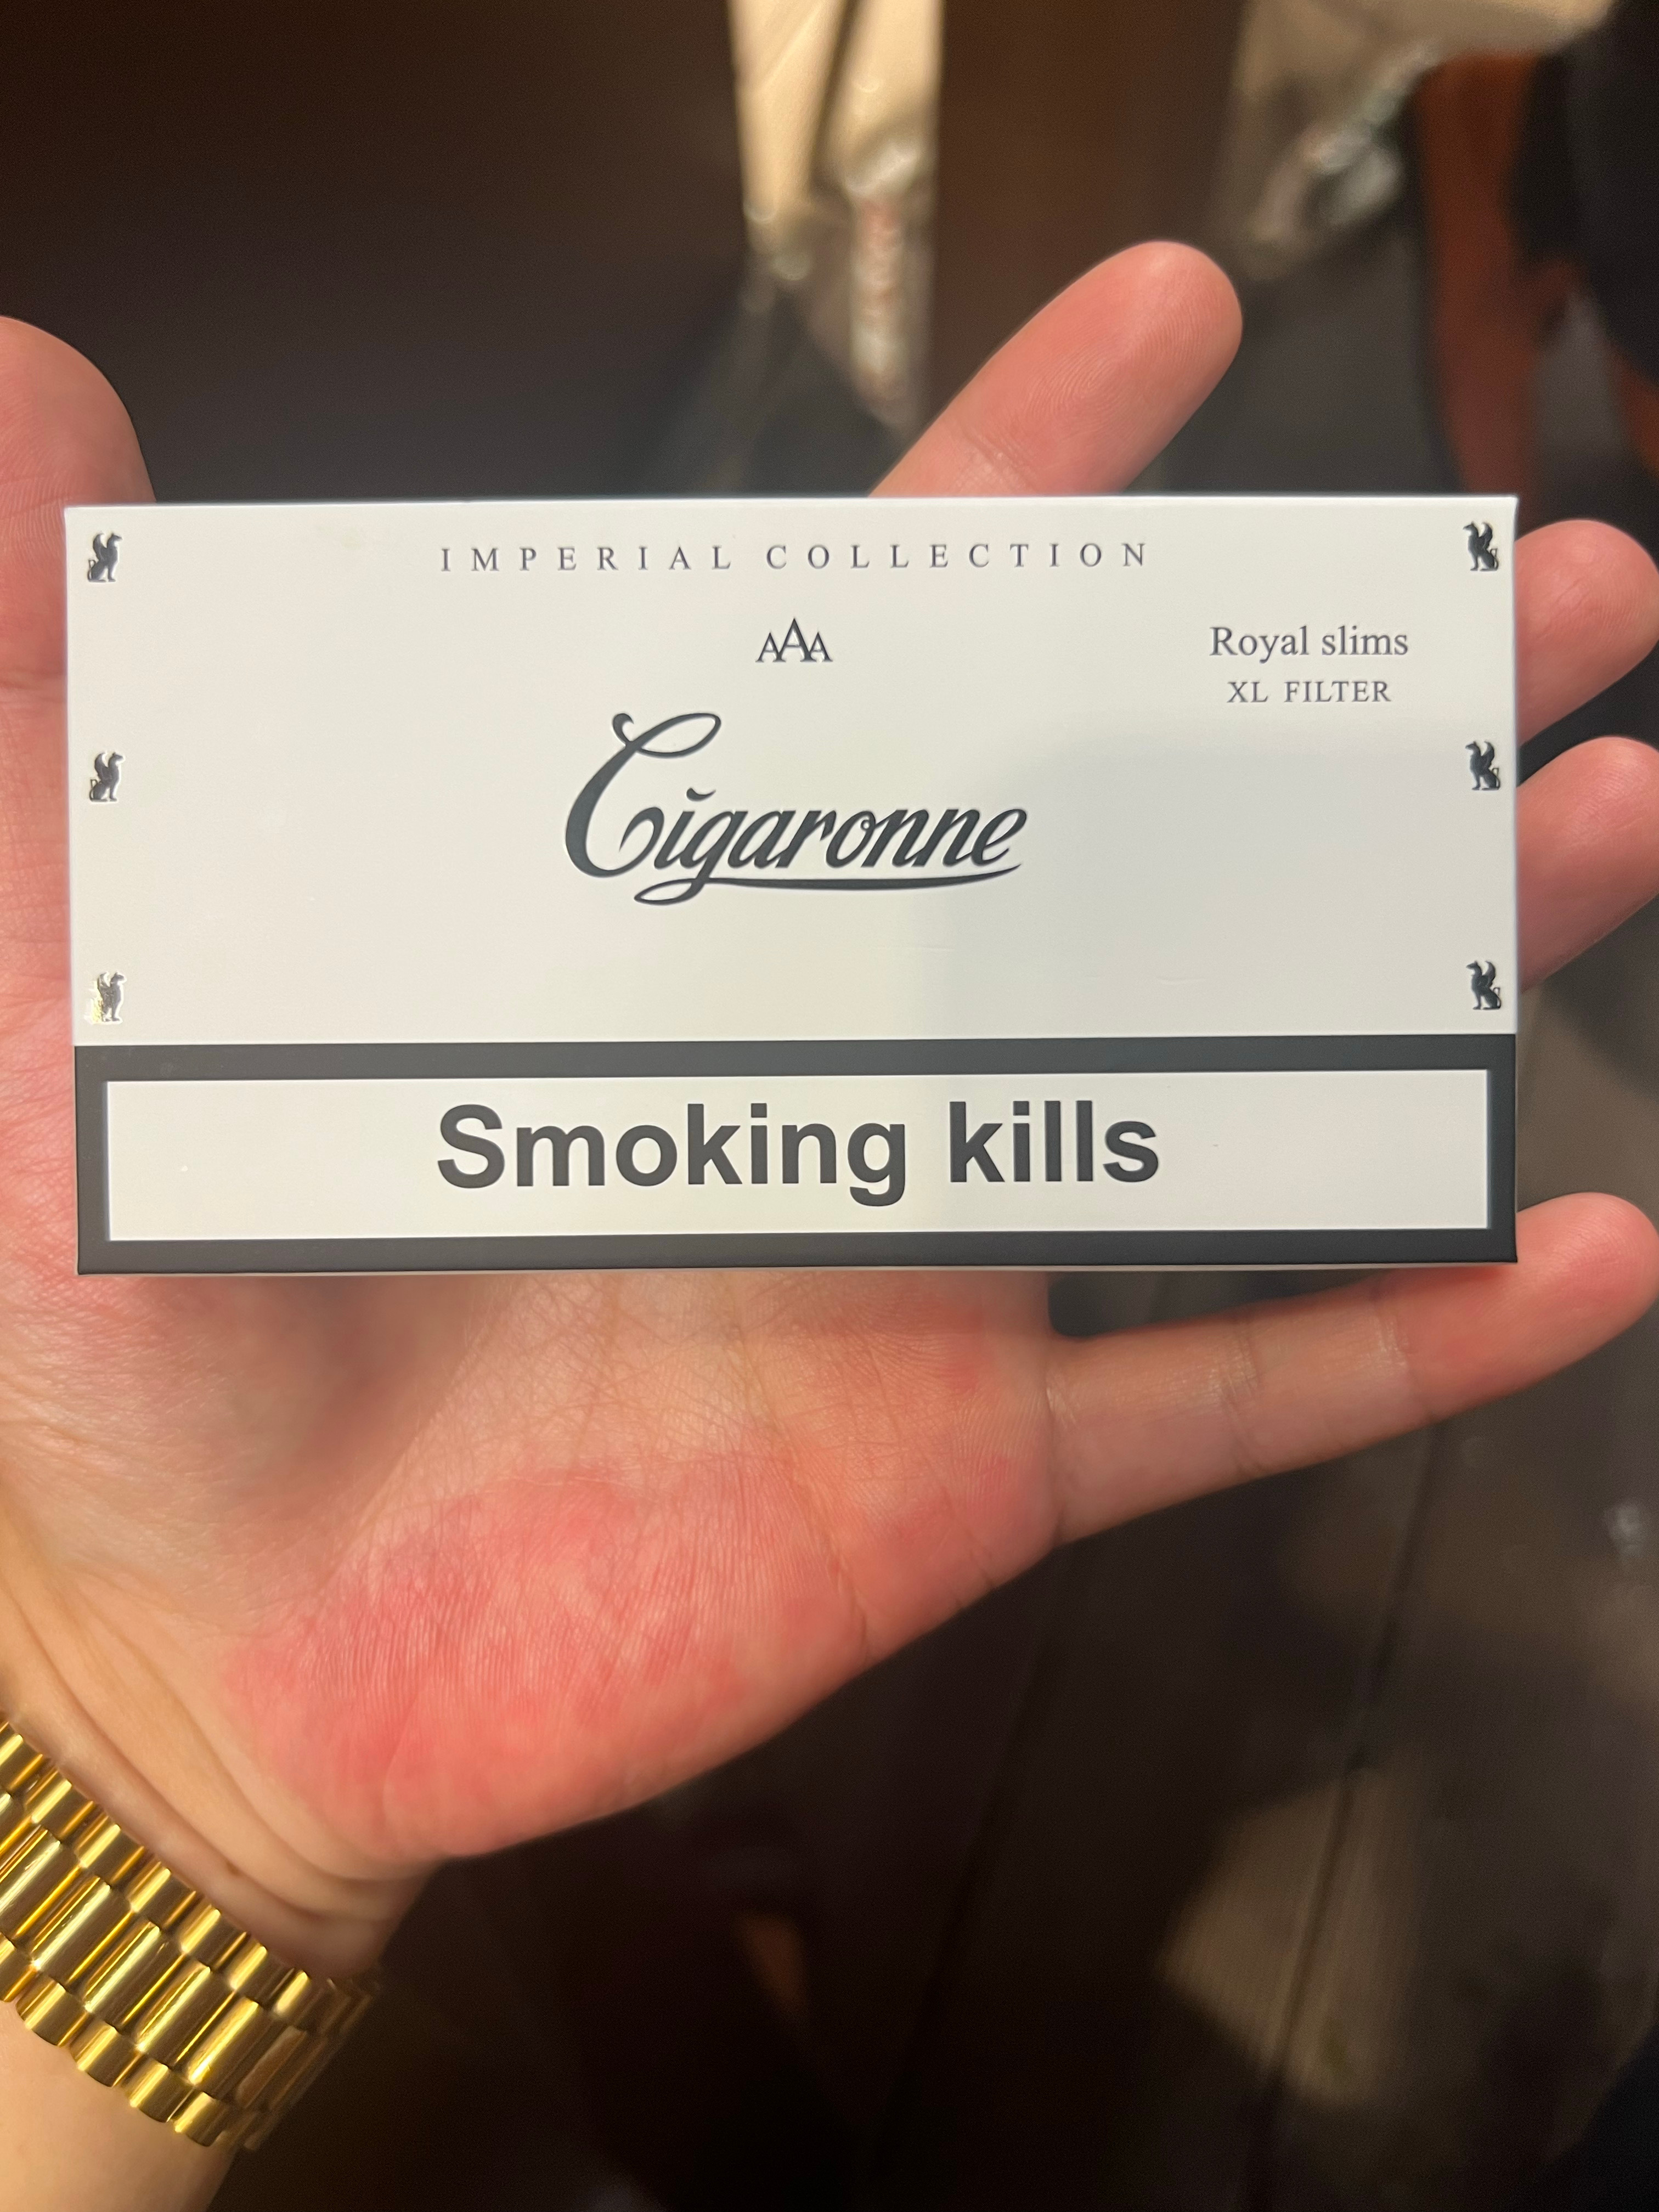 IMPERIAL COLLECTION
AAA
Royal slims
XL FILTER
Cigaronne
Smoking kills